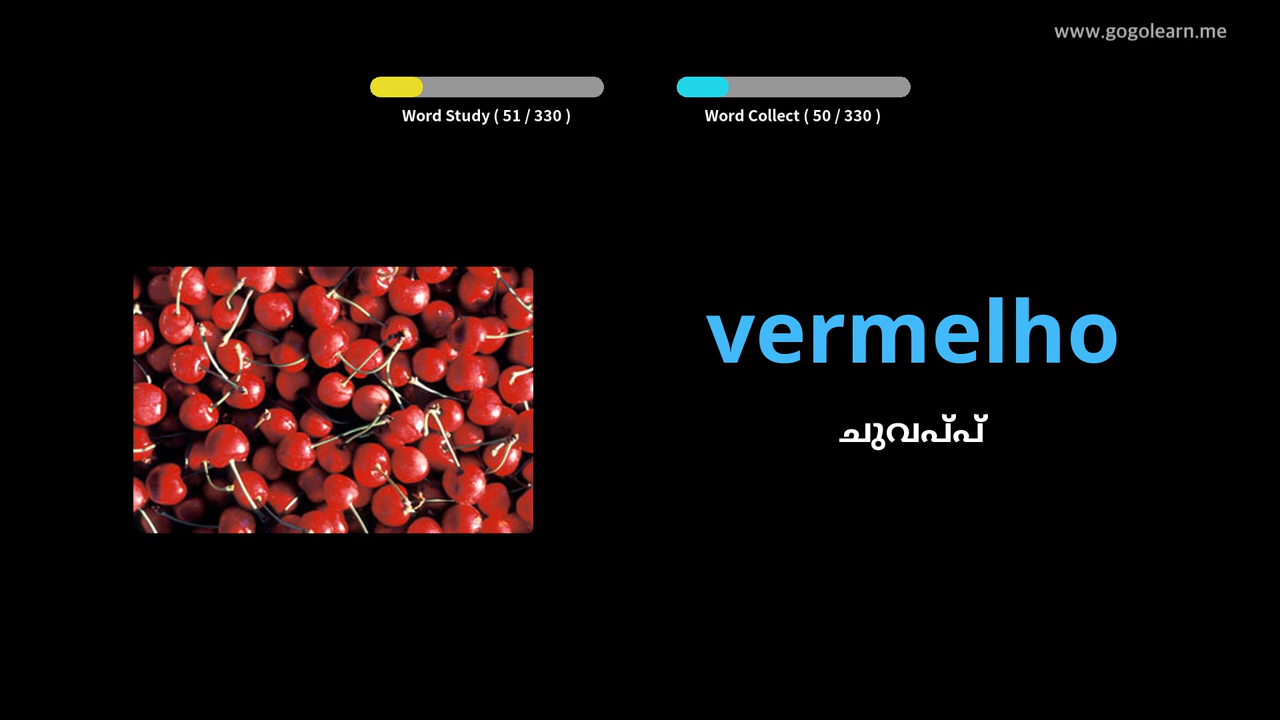 www.gogolearn.me
Word Study ( 51 / 330 )
Word Collect ( 50 / 330 )
vermelho
ചുവപ്പ്